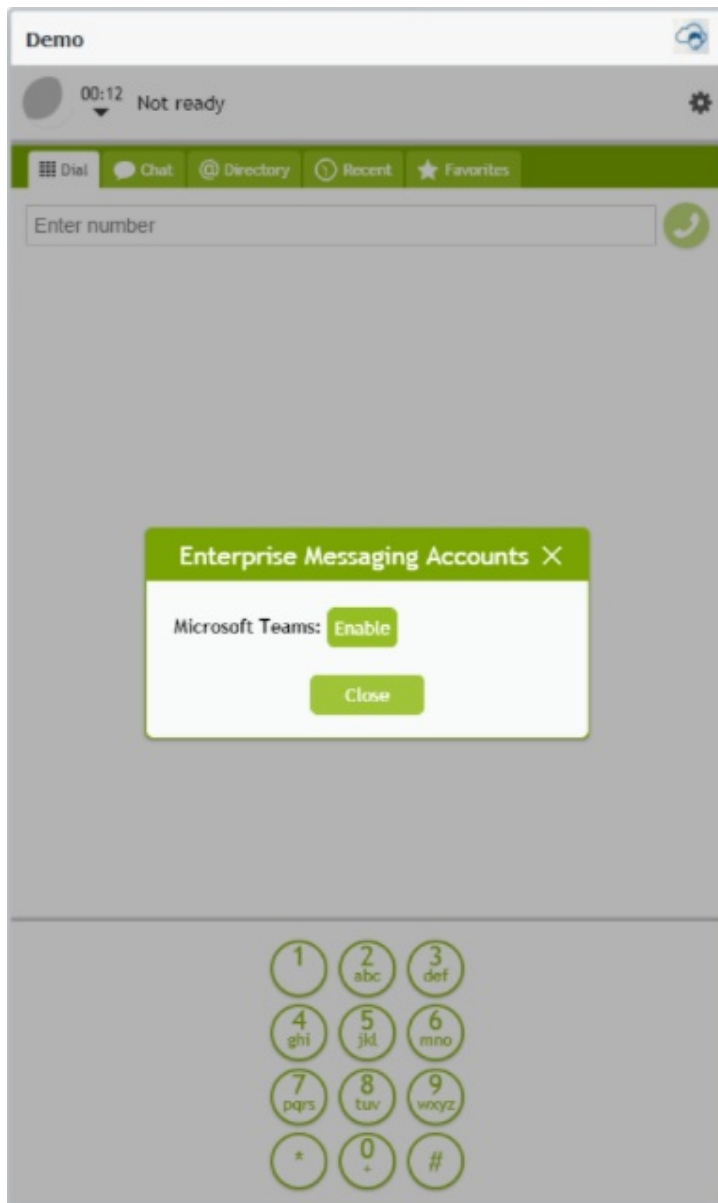 Demo
00:12 Not ready
Dial Chat @ Directory Recent Favorites
Enter number
Enterprise Messaging Accounts
Microsoft Teams: Enable
Close
1 2 3
abc def
4 5 6
ghi jkl mno
7 8 9
pqrs tuv wxyz
* 0 #
+